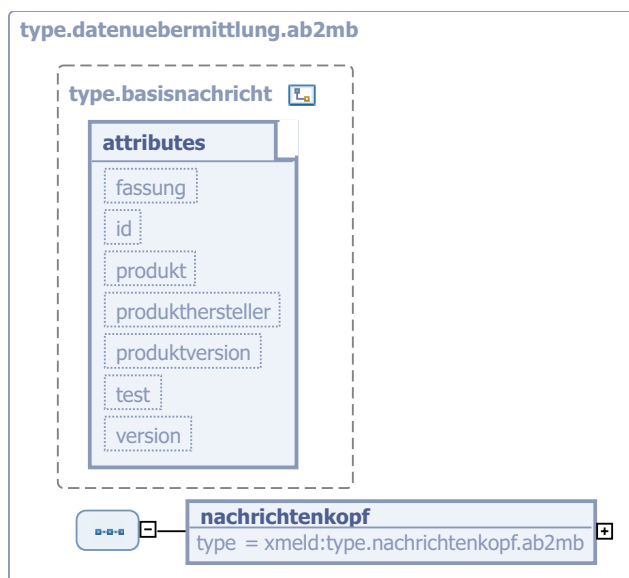 type.datenuebermittlung.ab2mb
type.basisnachricht
attributes
fassung
id
produkt
produkthersteller
produktversion
test
version
nachrichtenkopf
type = xmeld:type.nachrichtenkopf.ab2mb